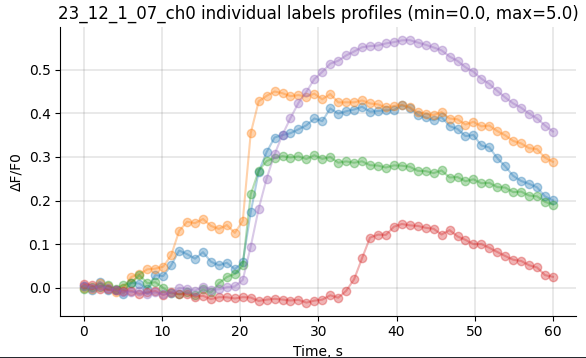 23_12_1_07_ch0 individual labels profiles (min=0.0, max=5.0)
ΔF/F0
0.5
0.4
0.3
0.2
0.1
0.0
0 10 20 30 40 50 60
Time, s